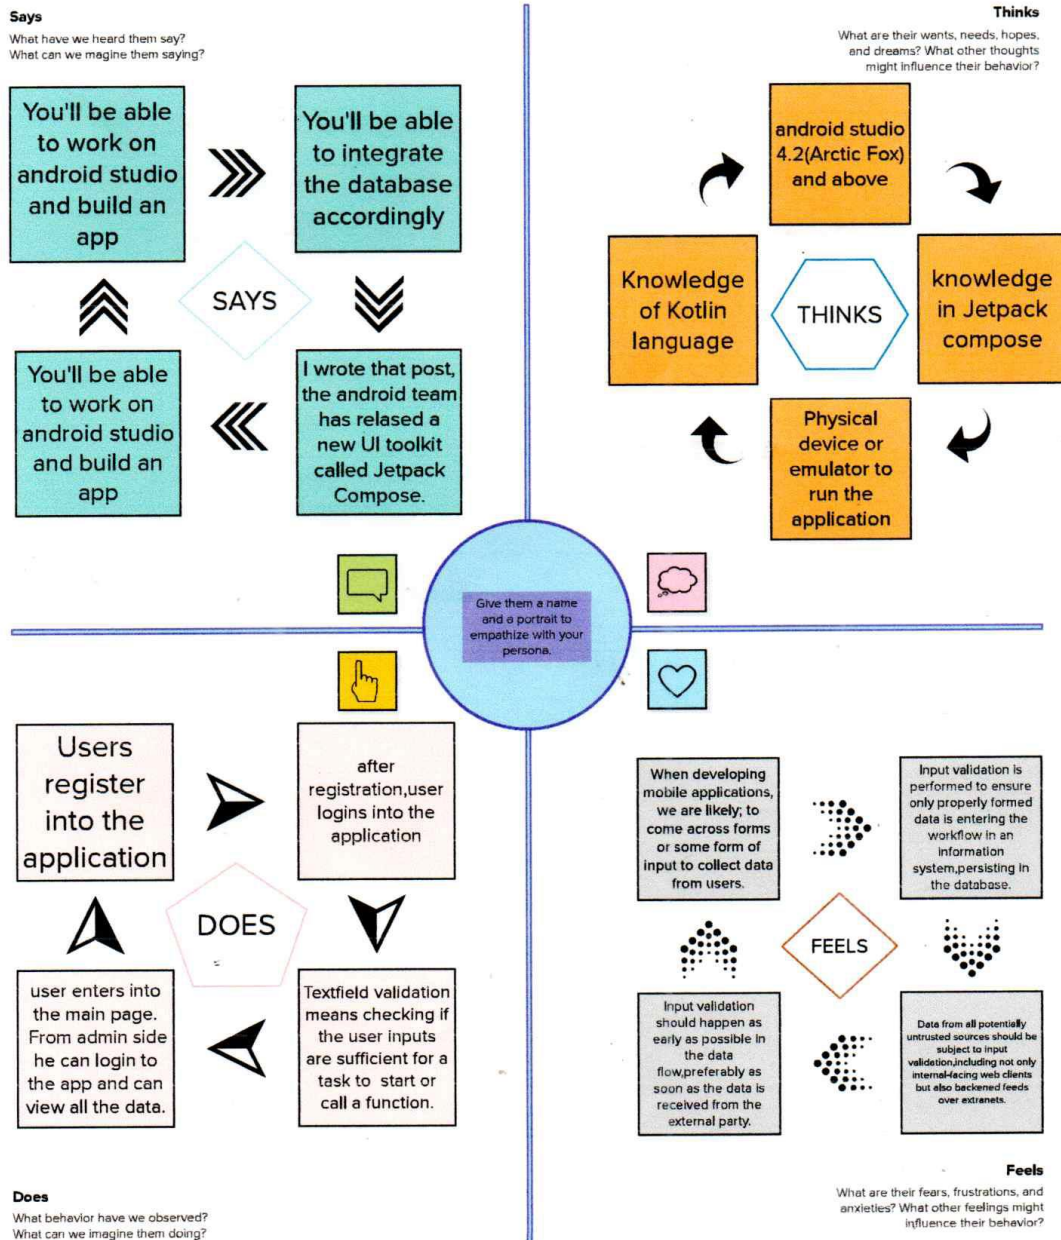 Says
What have we heard them say?
What can we magine them saying?
You'll be able
to work on
android studio
and build an
app
You'll be able
to integrate
the database
accordingly
SAYS
You'll be able
to work on
android studio
and build an
app
I wrote that post,
the android team
has relased a
new UI toolkit
called Jetpack
Compose.
Thinks
What are their wants, needs, hopes,
and dreams? What other thoughts
might influence their behavior?
android studio
4.2(Arctic Fox)
and above
Knowledge
of Kotlin
language
THINKS
knowledge
in Jetpack
compose
Physical
device or
emulator to
run the
application
Give them a name
and a portrait to
empathize with your
persona.
Users
register
into the
application
after
registration,user
logins into the
application
DOES
user enters into
the main page.
From admin side
he can login to
the app and can
view all the data.
Textfield validation
means checking if
the user inputs
are sufficient for a
task to start or
call a function.
Does
What behavior have we observed?
What can we imagine them doing?
When developing
mobile applications,
we are likely; to
come across forms
or some form of
input to collect data
from users.
Input validation is
performed to ensure
only properly formed
data is entering the
workflow in an
information
system,persisting in
the database.
FEELS
Input validation
should happen as
early as possible in
the data
flow,preferably as
soon as the data is
received from the
external party.
Data from all potentially
untrusted sources should be
subject to input
validation,including not only
internal-facing web clients
but also backened feeds
over extranets.
Feels
What are their fears, frustrations, and
anxieties? What other feelings might
influence their behavior?